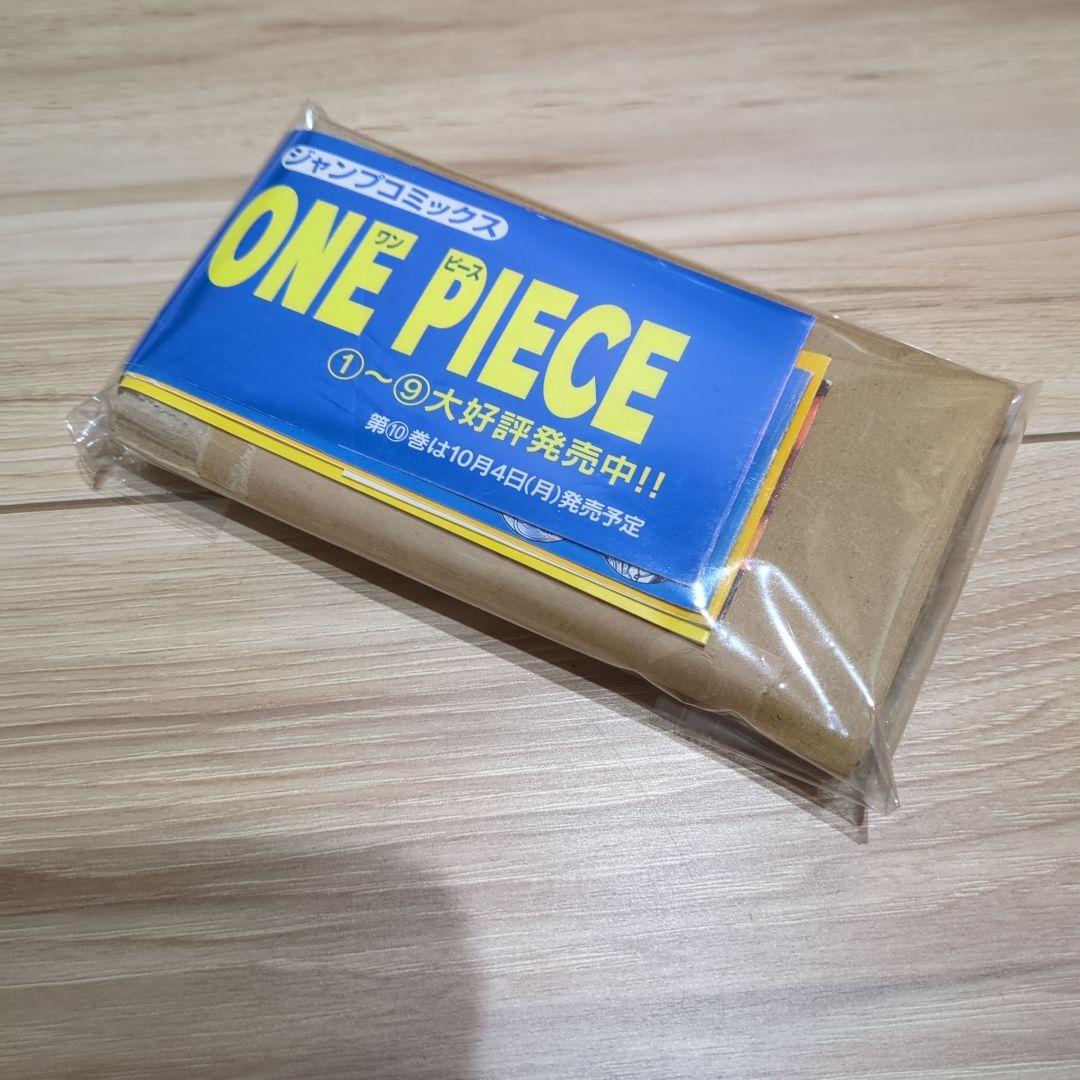 ジャンプコミックス
ワン ピース
ONE PIECE
①〜⑨大好評発売中!!
第⑩巻は10月4日(月)発売予定